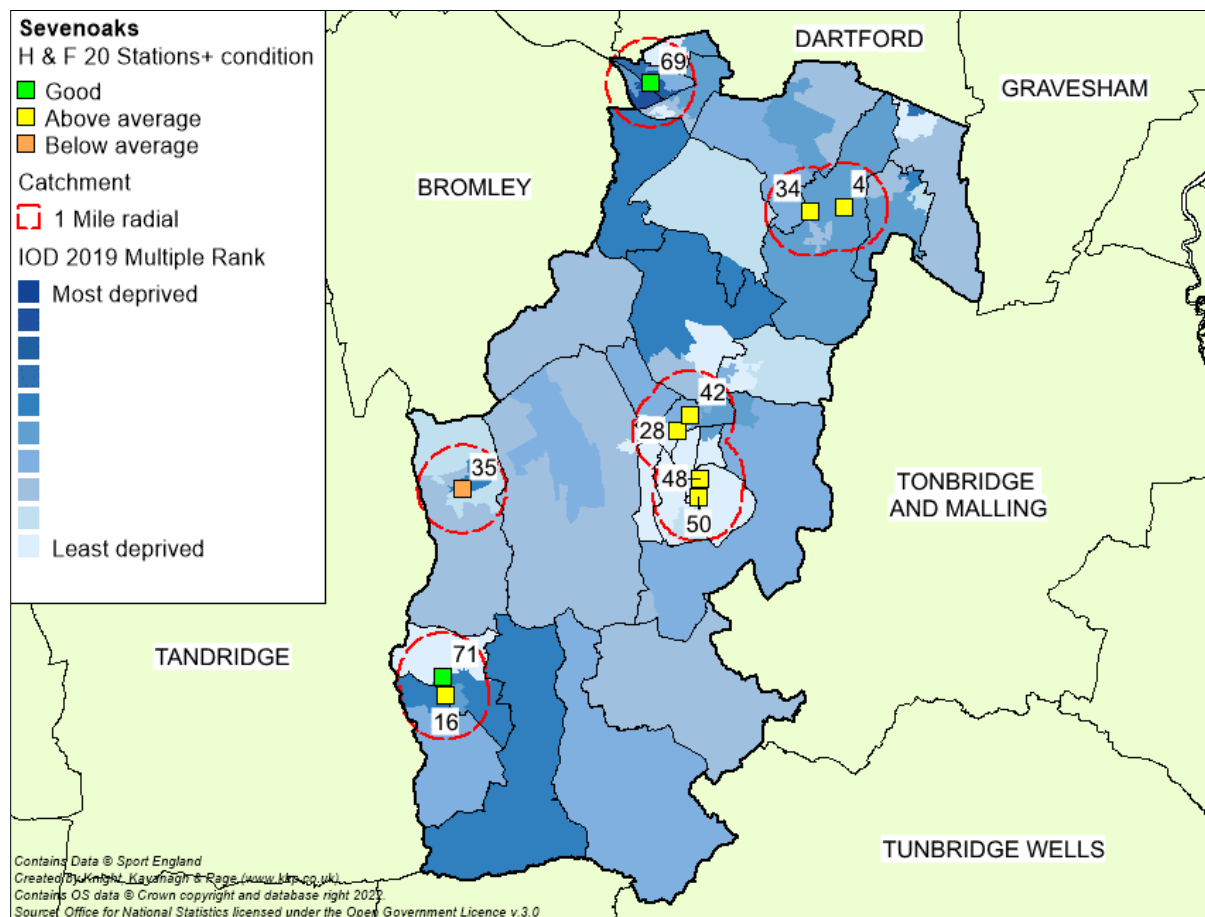 Sevenoaks
H & F 20 Stations+ condition
Good
Above average
Below average
Catchment
1 Mile radial
IOD 2019 Multiple Rank
Most deprived
Least deprived
DARTFORD
GRAVESHAM
BROMLEY
TONBRIDGE
AND MALLING
TANDRIDGE
TUNBRIDGE WELLS
69
34
4
42
28
35
48
50
71
16
Contains Data ® Sport England
Created by Knight, Kavanagh & Page (www.kkp.co.uk)
Contains OS data © Crown copyright and database right 2022.
Source: Office for National Statistics licensed under the Open Government Licence v.3.0